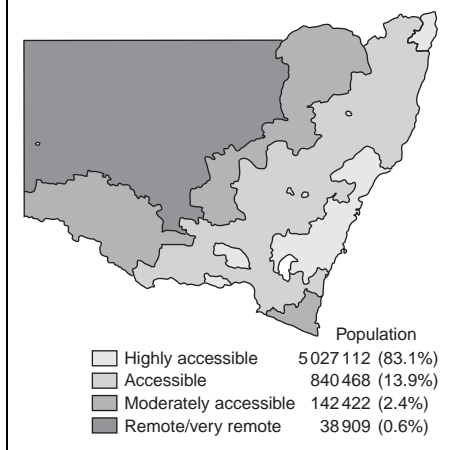 Population
Highly accessible 5 027 112 (83.1%)
Accessible 840 468 (13.9%)
Moderately accessible 142 422 (2.4%)
Remote/very remote 38 909 (0.6%)